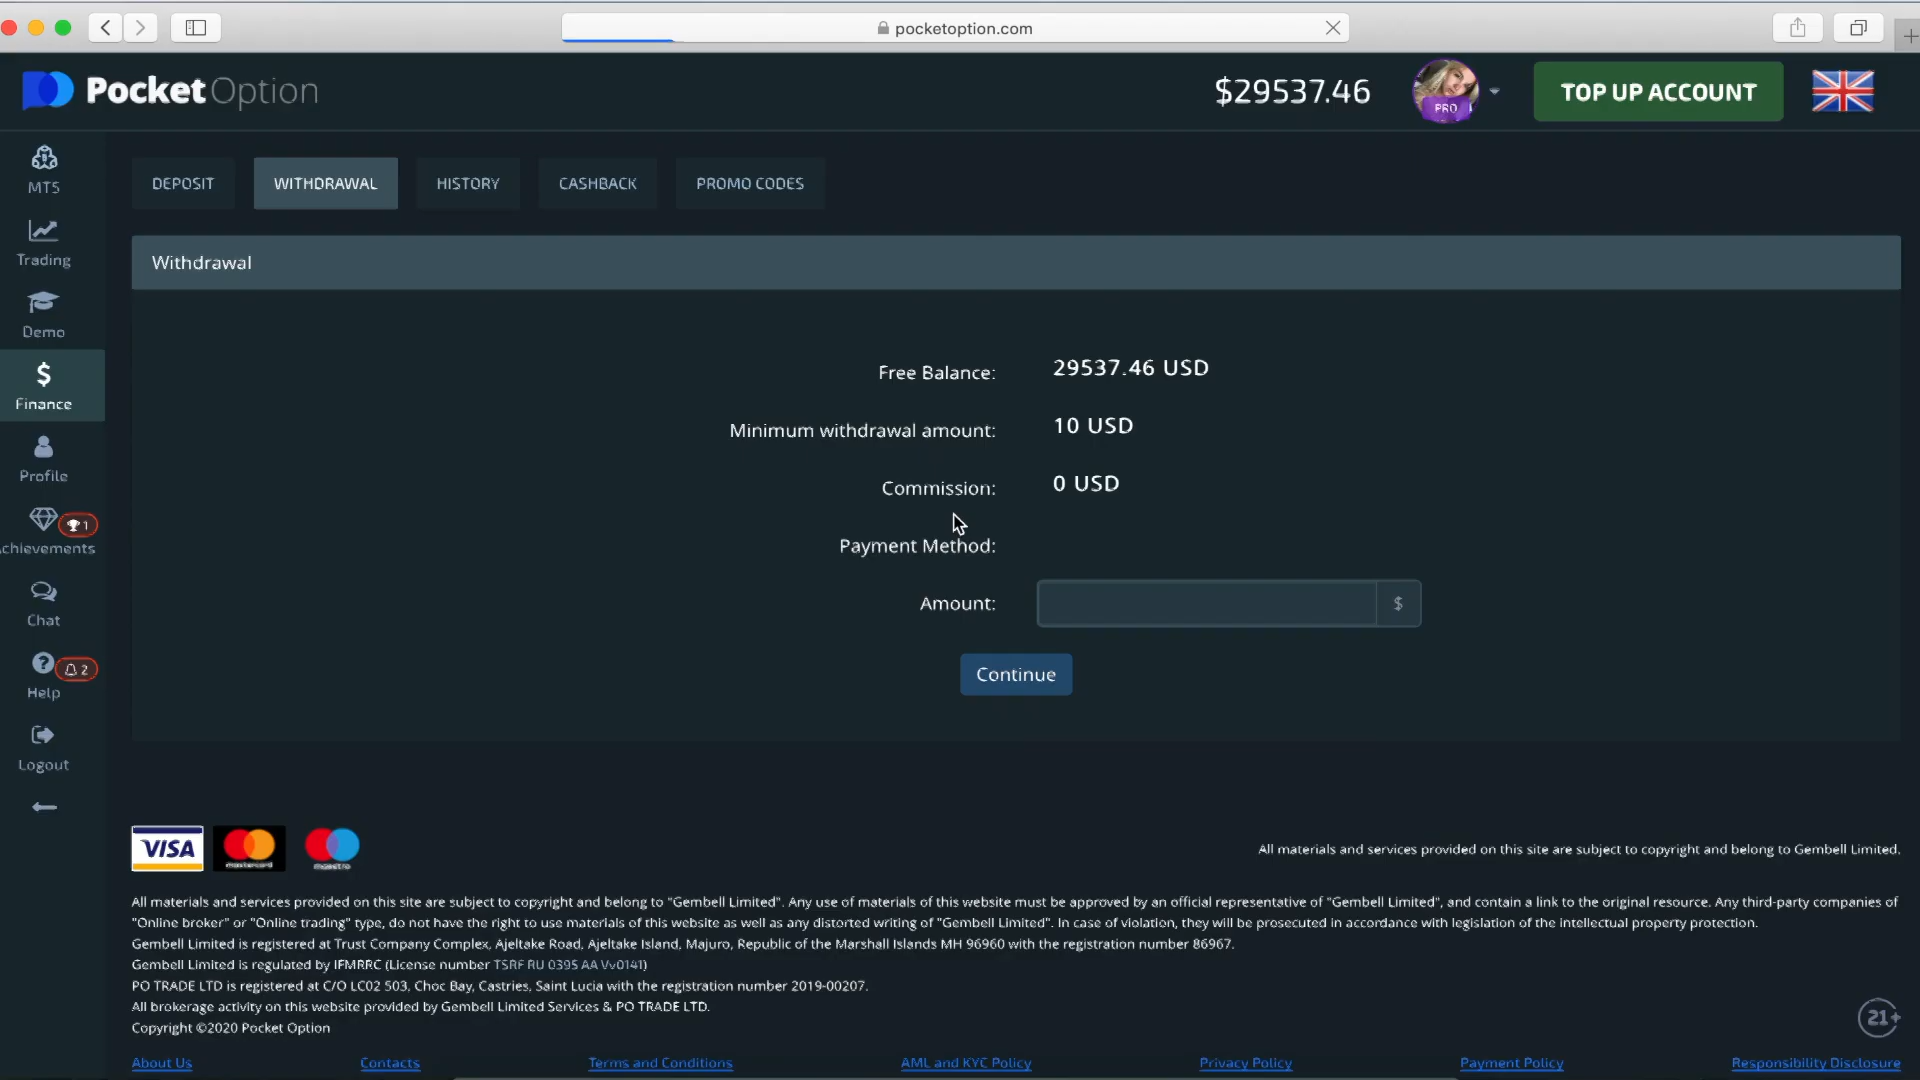 pocketoption.com
PocketOption
$29537.46
PRO
TOP UP ACCOUNT
MT5
Trading
Demo
$
Finance
Profile
1
chievements
Chat
? 2
Help
Logout
DEPOSIT WITHDRAWAL HISTORY CASHBACK PROMO CODES
Withdrawal
Free Balance: 29537.46 USD
Minimum withdrawal amount: 10 USD
Commission: 0 USD
Payment Method:
Amount: $
Continue
VISA mastercard maestro
All materials and services provided on this site are subject to copyright and belong to Gembell Limited.
All materials and services provided on this site are subject to copyright and belong to "Gembell Limited". Any use of materials of this website must be approved by an official representative of "Gembell Limited", and contain a link to the original resource. Any third-party companies of
"Online broker" or "Online trading" type, do not have the right to use materials of this website as well as any distorted writing of "Gembell Limited". In case of violation, they will be prosecuted in accordance with legislation of the intellectual property protection.
Gembell Limited is registered at Trust Company Complex, Ajeltake Road, Ajeltake Island, Majuro, Republic of the Marshall Islands MH 96960 with the registration number 86967.
Gembell Limited is regulated by IFMRRC (License number TSRF RU 0395 AA Vv0141)
PO TRADE LTD is registered at C/O LC02 503, Choc Bay, Castries, Saint Lucia with the registration number 2019-00207.
All brokerage activity on this website provided by Gembell Limited Services & PO TRADE LTD.
Copyright ©2020 Pocket Option
21+
About Us Contacts Terms and Conditions AML and KYC Policy Privacy Policy Payment Policy Responsibility Disclosure